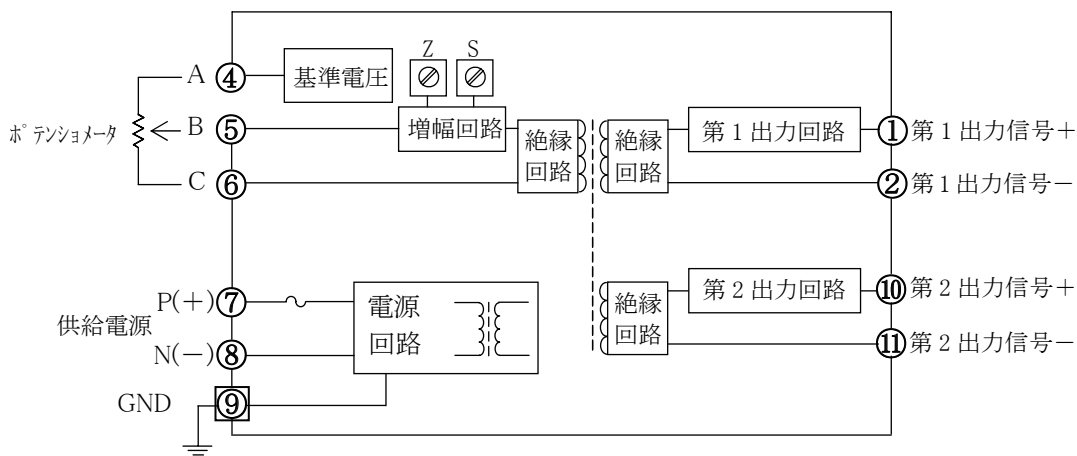 Z S
A ④ 基準電圧
ﾎﾟﾃﾝｼｮﾒｰﾀ B ⑤ 増幅回路
C ⑥
絶縁
回路
絶縁
回路
第1出力回路 ① 第1出力信号+
② 第1出力信号−
P(+) ⑦
供給電源
N(−) ⑧
GND ⑨
電源
回路
絶縁
回路
第2出力回路 ⑩ 第2出力信号+
⑪ 第2出力信号−